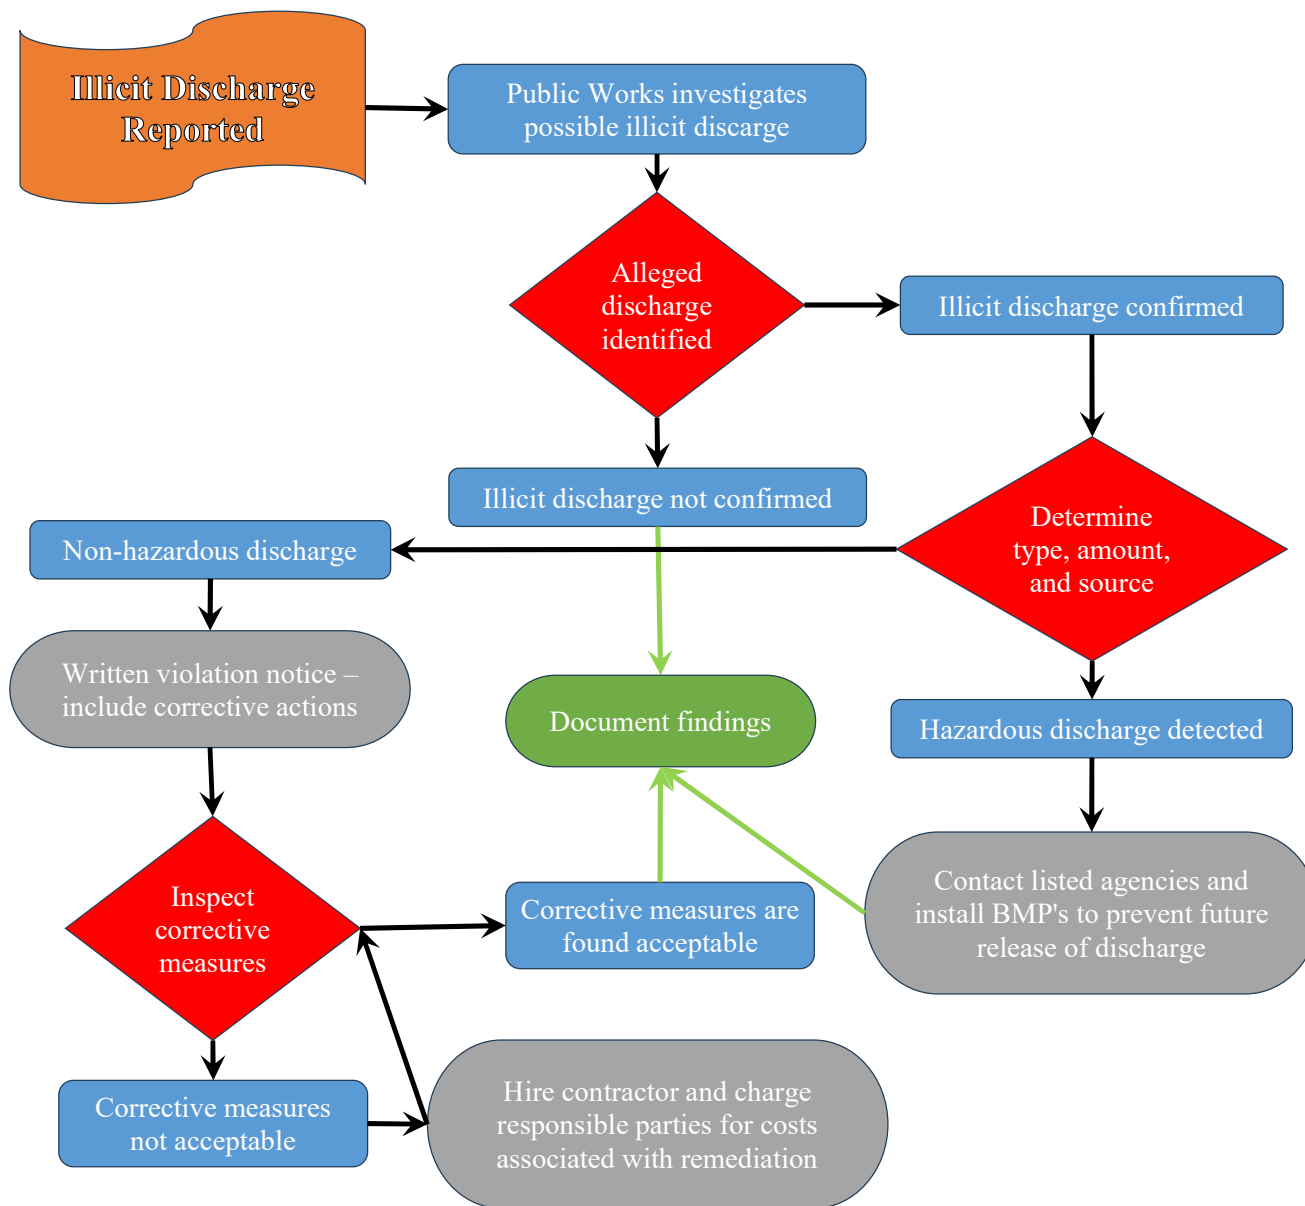 Illicit Discharge
Reported
Public Works investigates
possible illicit discarge
Alleged
discharge
identified
Illicit discharge confirmed
Illicit discharge not confirmed
Determine
type, amount,
and source
Non-hazardous discharge
Written violation notice –
include corrective actions
Document findings
Hazardous discharge detected
Inspect
corrective
measures
Corrective measures are
found acceptable
Contact listed agencies and
install BMP's to prevent future
release of discharge
Corrective measures
not acceptable
Hire contractor and charge
responsible parties for costs
associated with remediation